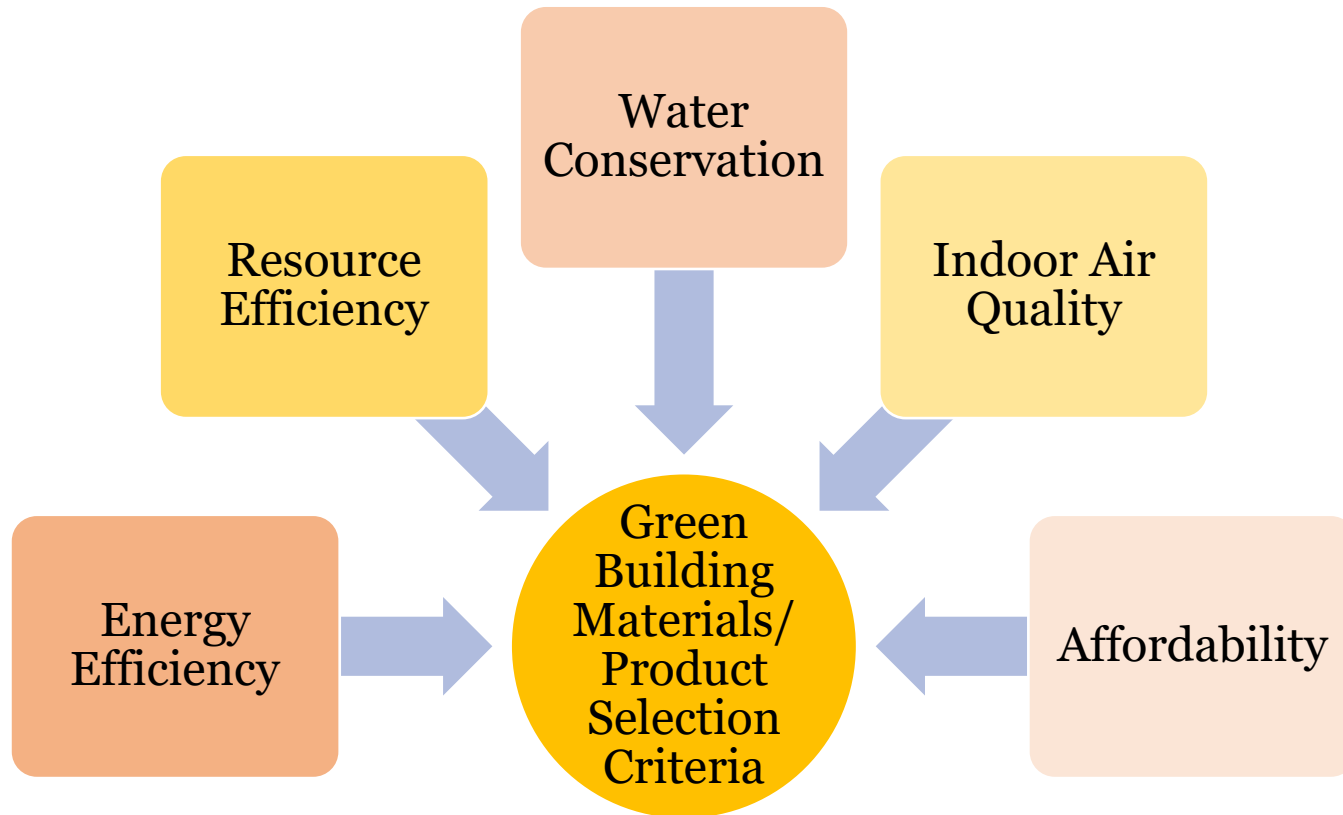 Water
Conservation
Resource
Efficiency
Indoor Air
Quality
Energy
Efficiency
Green
Building
Materials/
Product
Selection
Criteria
Affordability